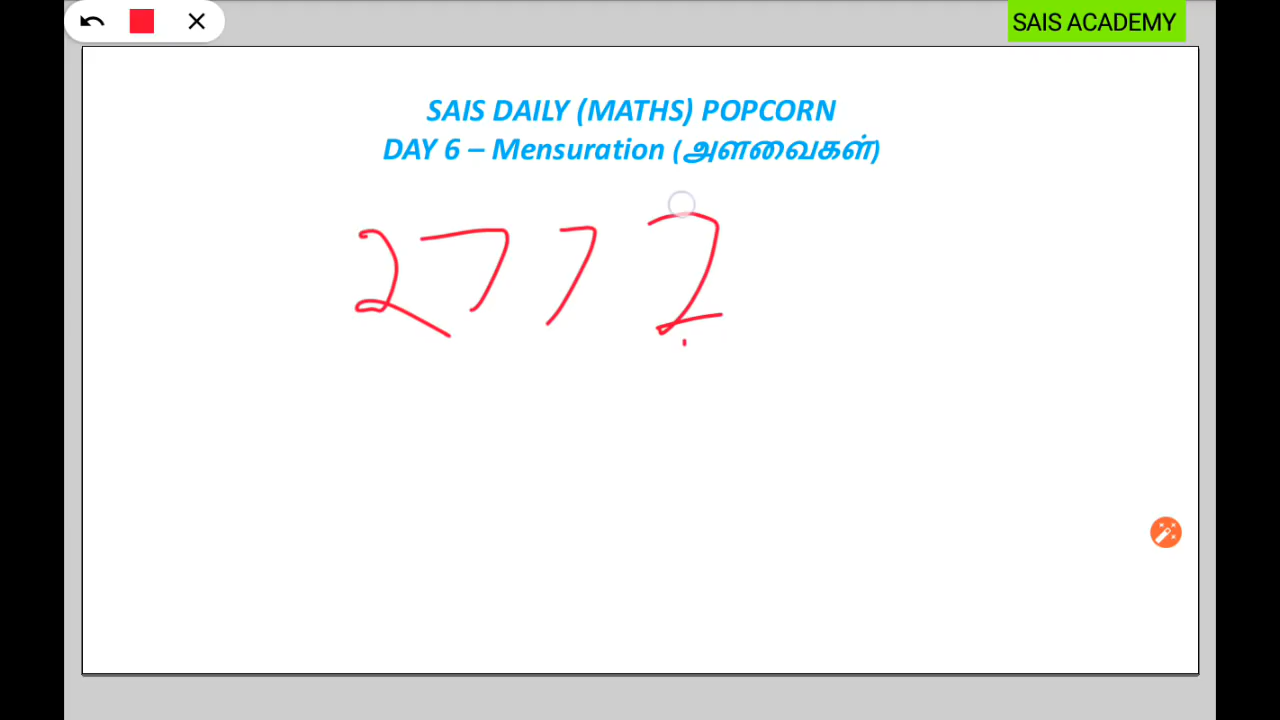 SAIS ACADEMY
SAIS DAILY (MATHS) POPCORN
DAY 6 – Mensuration (அளவைகள்)
2772